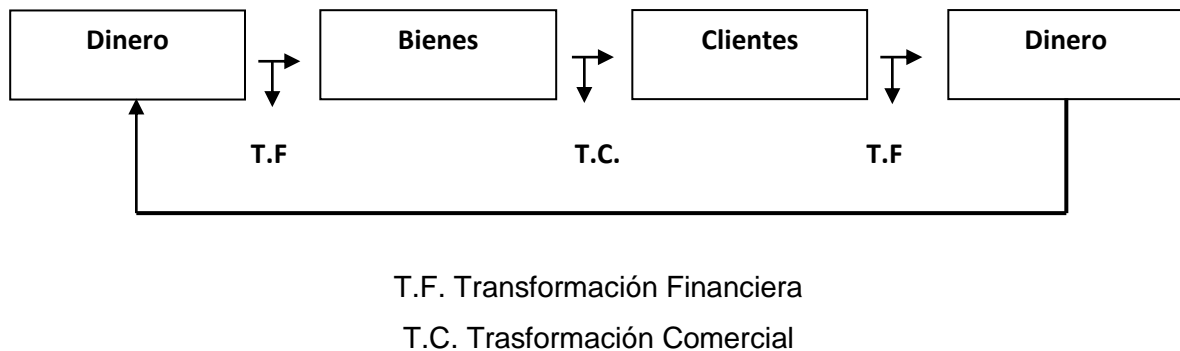 Dinero Bienes Clientes Dinero
T.F T.C. T.F
T.F. Transformación Financiera
T.C. Trasformación Comercial